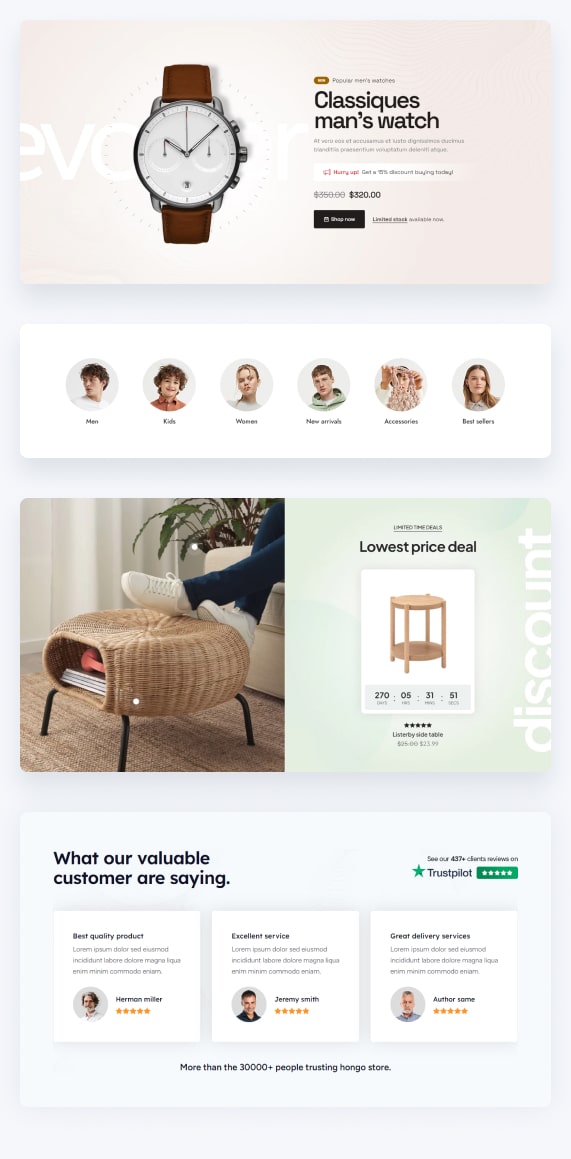 NEW Popular men's watches
Classiques
man's watch
At vero eos et accusamus et iusto dignissimos ducimus
blanditiis praesentium voluptatum deleniti atque.
Hurry up! Get a 15% discount buying today!
$350.00 $320.00
Shop now Limited stock available now.
Men
Kids
Women
New arrivals
Accessories
Best sellers
LIMITED TIME DEALS
Lowest price deal
discount
270 : 05 : 31 : 51
DAYS HRS MINS SECS
Listerby side table
$25.00 $23.99
What our valuable
customer are saying.
See our 437+ clients reviews on
Trustpilot
Best quality product
Lorem ipsum dolor sed eiusmod
incididunt labore dolore magna liqua
enim minim commodo eniam.
Herman miller
Excellent service
Lorem ipsum dolor sed eiusmod
incididunt labore dolore magna liqua
enim minim commodo eniam.
Jeremy smith
Great delivery services
Lorem ipsum dolor sed eiusmod
incididunt labore dolore magna liqua
enim minim commodo eniam.
Author same
More than the 30000+ people trusting hongo store.